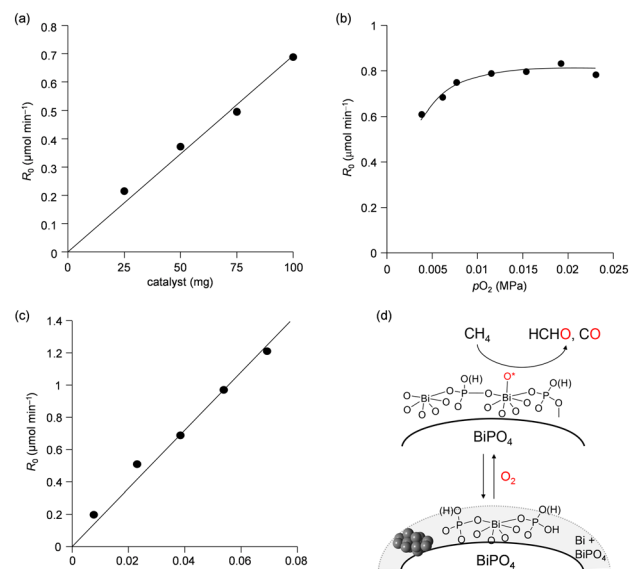 (a)
0.8
0.7
0.6
0.5
0.4
0.3
0.2
0.1
0
0 25 50 75 100
R₀ (μmol min⁻¹)
catalyst (mg)
(b)
1
0.8
0.6
0.4
0.2
0
0 0.005 0.01 0.015 0.02 0.025
R₀ (μmol min⁻¹)
pO₂ (MPa)
(c)
1.4
1.2
1
0.8
0.6
0.4
0.2
0
0 0.02 0.04 0.06 0.08
R₀ (μmol min⁻¹)
(d)
CH₄ HCHO, CO
O(H) O* O(H)
O Bi O P O Bi O P
O O O O O O O O O
BiPO₄
O₂
(H)O O(H)
P O Bi O P
O O O O O OH
Bi +
BiPO₄
BiPO₄